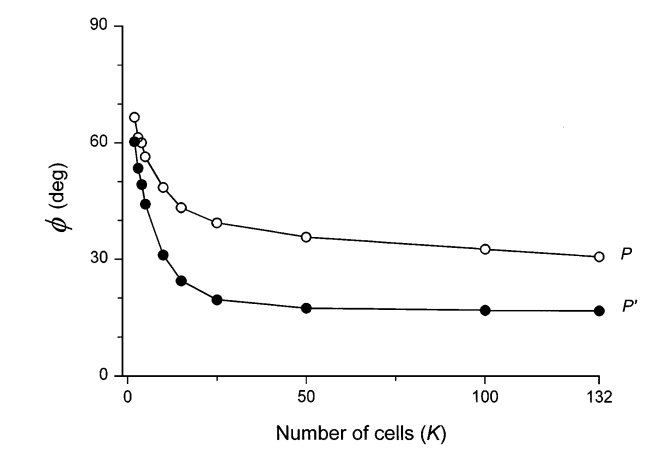 90
60
30
0
ϕ (deg)
0 50 100 132
Number of cells (K)
P
P'